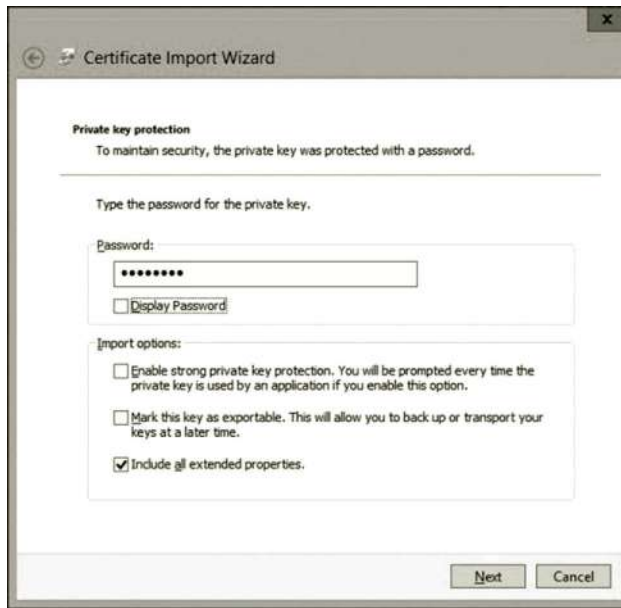 x
Certificate Import Wizard
Private key protection
To maintain security, the private key was protected with a password.
Type the password for the private key.
Password:
••••••••
Display Password
Import options:
Enable strong private key protection. You will be prompted every time the
private key is used by an application if you enable this option.
Mark this key as exportable. This will allow you to back up or transport your
keys at a later time.
Include all extended properties.
Next Cancel